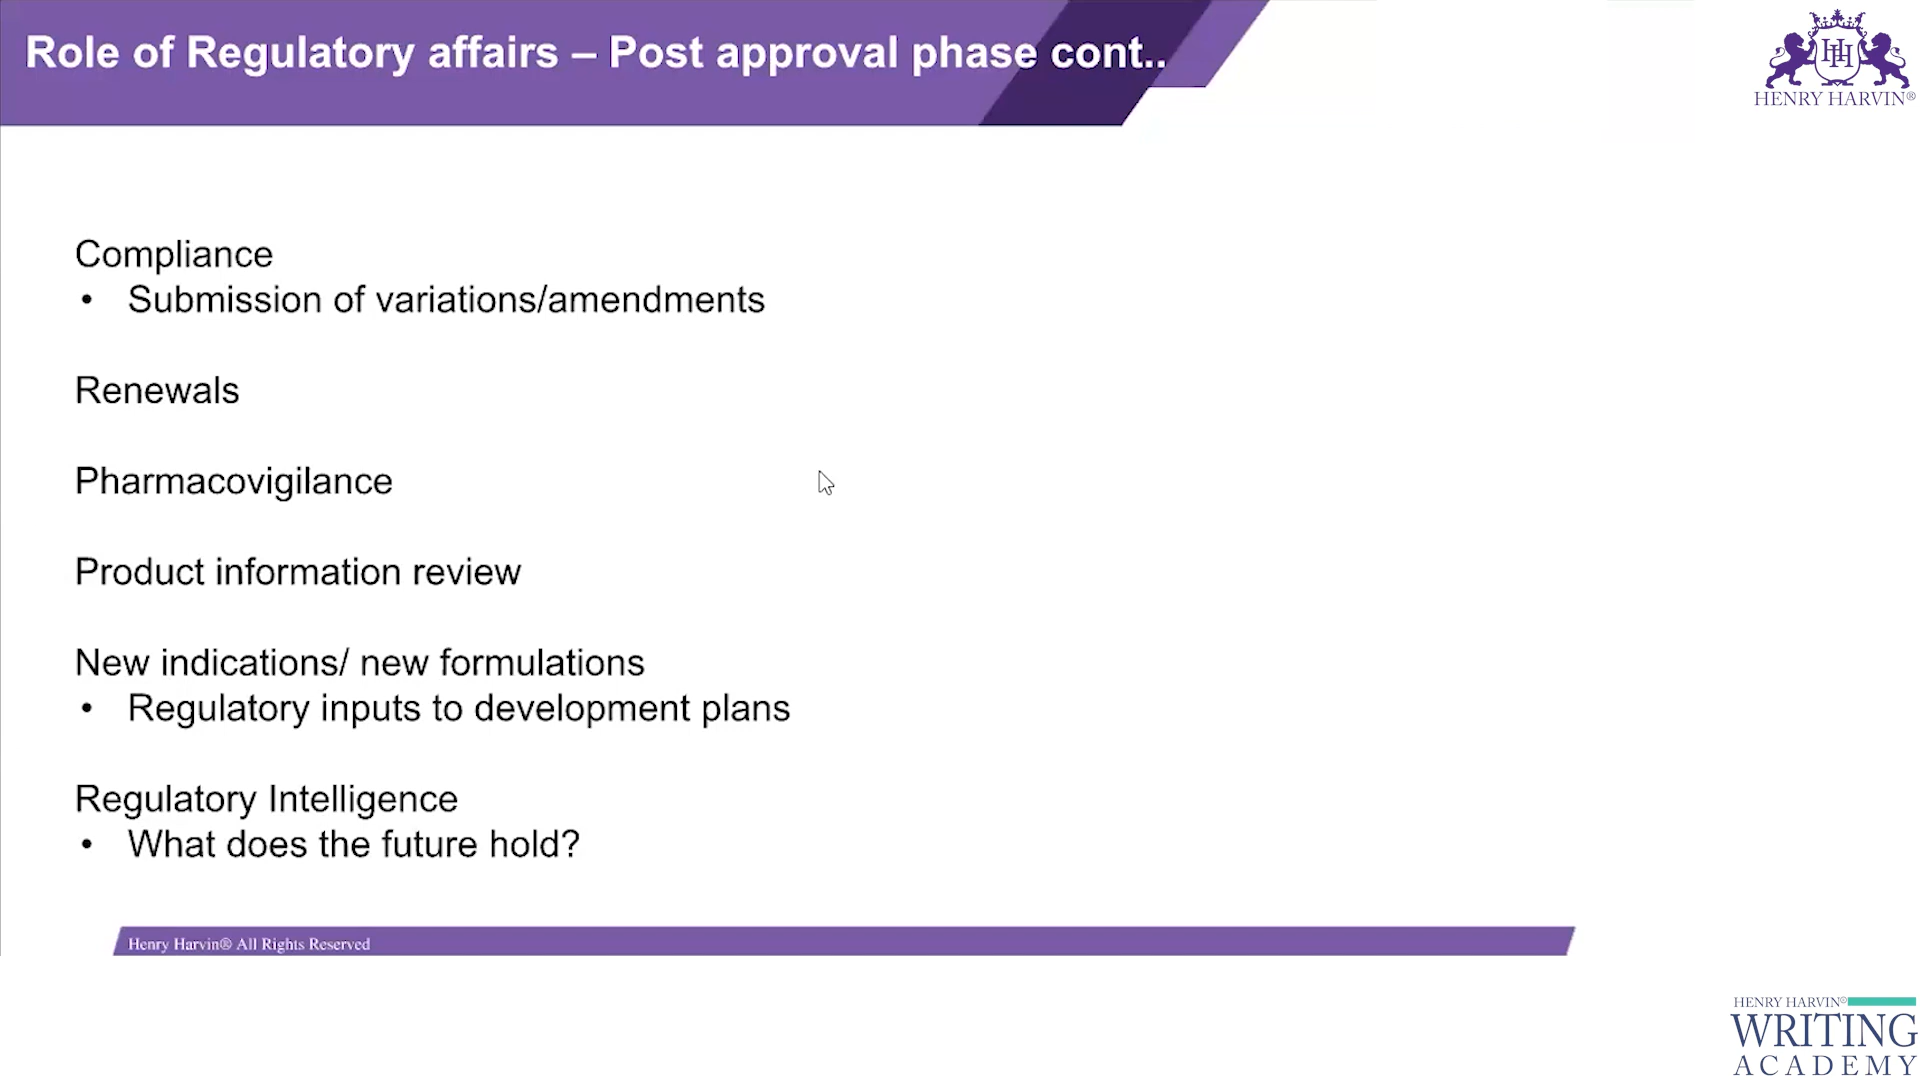 Role of Regulatory affairs – Post approval phase cont..
HENRY HARVIN®
Compliance
• Submission of variations/amendments
Renewals
Pharmacovigilance
Product information review
New indications/ new formulations
• Regulatory inputs to development plans
Regulatory Intelligence
• What does the future hold?
Henry Harvin® All Rights Reserved
HENRY HARVIN®
WRITING
ACADEMY